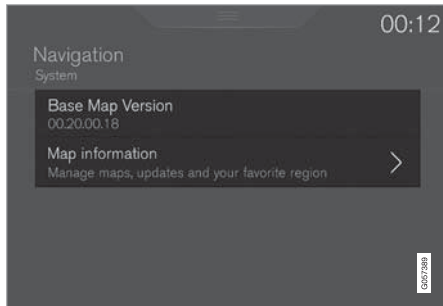 00:12
Navigation
System
Base Map Version
00.20.00.18
Map information
Manage maps, updates and your favorite region
G057389